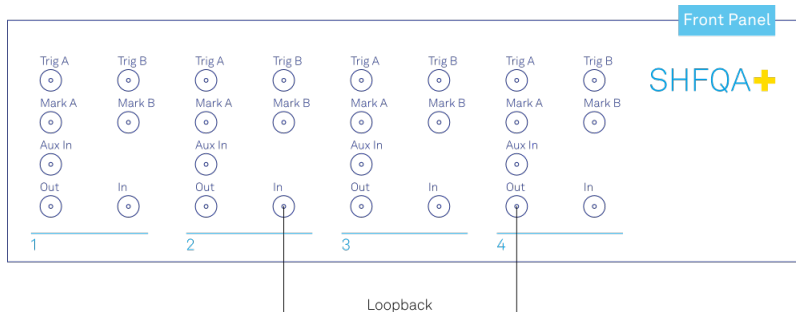 Front Panel
Trig A Trig B Trig A Trig B Trig A Trig B Trig A Trig B
SHFQA+
Mark A Mark B Mark A Mark B Mark A Mark B Mark A Mark B
Aux In Aux In Aux In Aux In
Out In Out In Out In Out In
1 2 3 4
Loopback